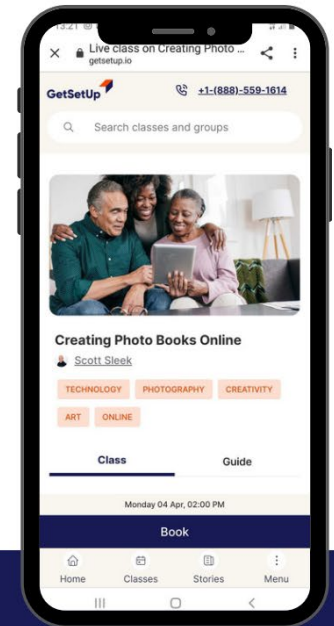 13:21
Live class on Creating Photo ...
getsetup.io
GetSetUp
+1-(888)-559-1614
Search classes and groups
Creating Photo Books Online
Scott Sleek
TECHNOLOGY PHOTOGRAPHY CREATIVITY
ART ONLINE
Class Guide
Monday 04 Apr, 02:00 PM
Book
Home Classes Stories Menu